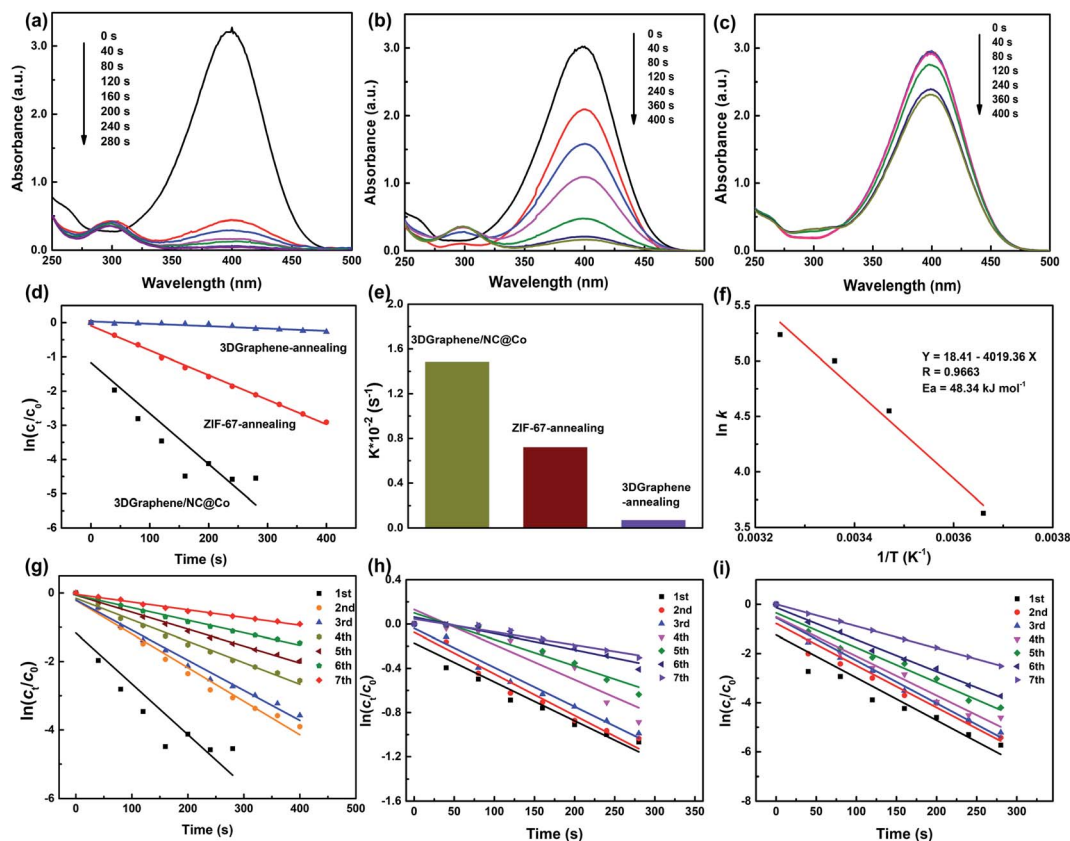 (a)
0 s
40 s
80 s
120 s
160 s
200 s
240 s
280 s
Absorbance (a.u.)
3.0
2.0
1.0
0.0
250 300 350 400 450 500
Wavelength (nm)
(b)
0 s
40 s
80 s
120 s
240 s
360 s
400 s
Absorbance (a.u.)
3.0
2.0
1.0
0.0
250 300 350 400 450 500
Wavelength (nm)
(c)
0 s
40 s
80 s
120 s
240 s
360 s
400 s
Absorbance (a.u.)
3.0
2.0
1.0
0.0
250 300 350 400 450 500
Wavelength (nm)
(d)
ln(cₜ/c₀)
0
-1
-2
-3
-4
-5
-6
3DGraphene-annealing
ZIF-67-annealing
3DGraphene/NC@Co
0 100 200 300 400
Time (s)
(e)
K*10⁻² (S⁻¹)
1.8
1.2
0.6
0.0
3DGraphene/NC@Co
ZIF-67-annealing
3DGraphene
-annealing
(f)
ln k
5.5
5.0
4.5
4.0
3.5
Y = 18.41 - 4019.36 X
R = 0.9663
Ea = 48.34 kJ mol⁻¹
0.0032 0.0034 0.0036 0.0038
1/T (K⁻¹)
(g)
ln(cₜ/c₀)
0
-2
-4
-6
1st
2nd
3rd
4th
5th
6th
7th
0 100 200 300 400 500
Time (s)
(h)
ln(cₜ/c₀)
0.4
0.0
-0.4
-0.8
-1.2
-1.6
1st
2nd
3rd
4th
5th
6th
7th
0 50 100 150 200 250 300 350
Time (s)
(i)
ln(cₜ/c₀)
2
0
-2
-4
-6
-8
1st
2nd
3rd
4th
5th
6th
7th
0 50 100 150 200 250 300 350
Time (s)